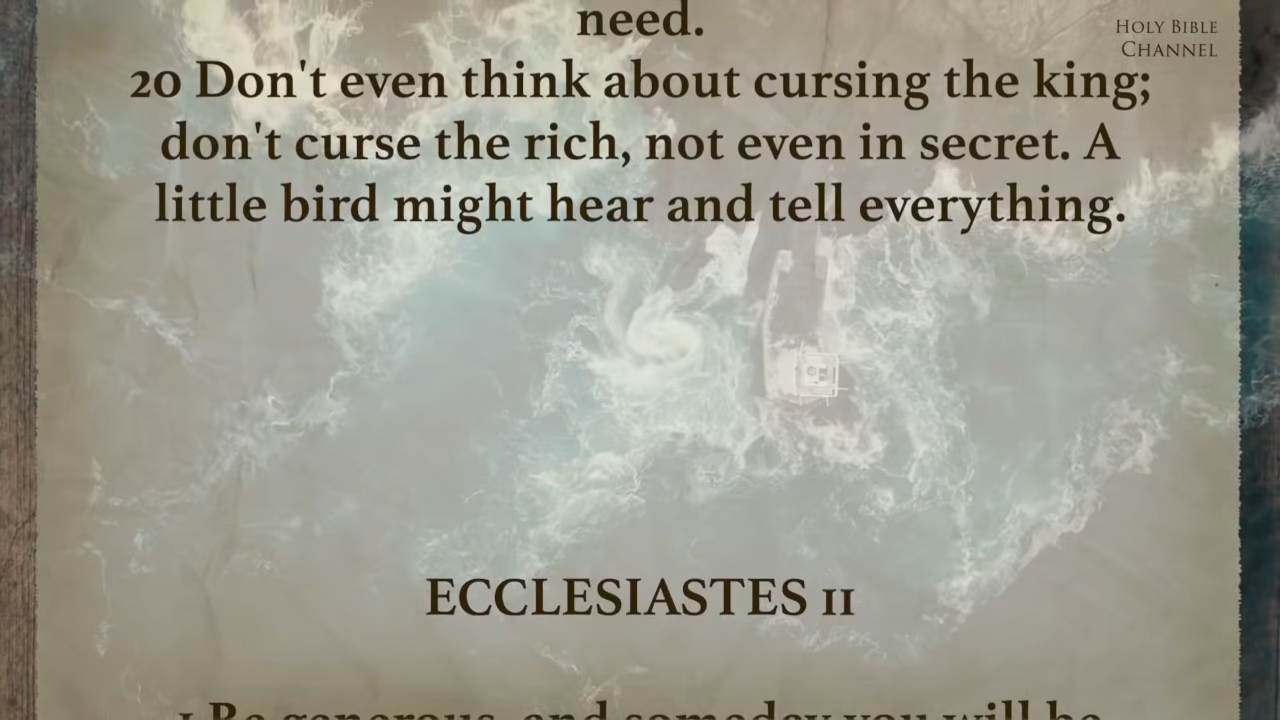 need.
HOLY BIBLE
CHANNEL
20 Don't even think about cursing the king;
don't curse the rich, not even in secret. A
little bird might hear and tell everything.
ECCLESIASTES 11
1 Be generous, and someday you will be